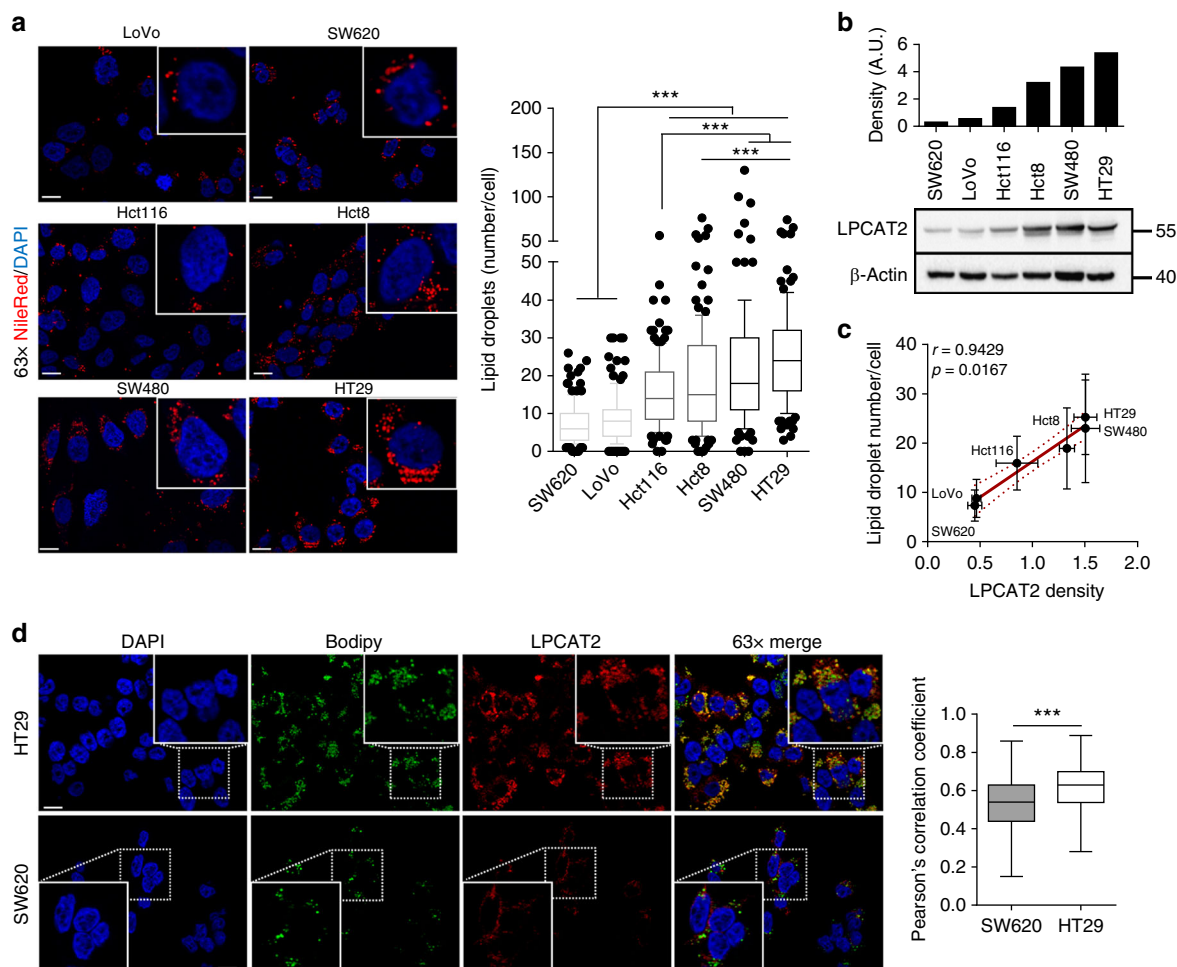 a
LoVo
SW620
Hct116
Hct8
SW480
HT29
63× NileRed/DAPI
Lipid droplets (number/cell)
200
150
100
50
50
40
30
20
10
0
***
***
***
SW620
LoVo
Hct116
Hct8
SW480
HT29
b
Density (A.U.)
6
4
2
0
SW620
LoVo
Hct116
Hct8
SW480
HT29
LPCAT2
55
β-Actin
40
c
Lipid droplet number/cell
40
30
20
10
0
r = 0.9429
p = 0.0167
HT29
SW480
Hct8
Hct116
LoVo
SW620
0.0
0.5
1.0
1.5
2.0
LPCAT2 density
d
DAPI
Bodipy
LPCAT2
63× merge
HT29
SW620
Pearson's correlation coefficient
1.0
0.8
0.6
0.4
0.2
0.0
***
SW620
HT29